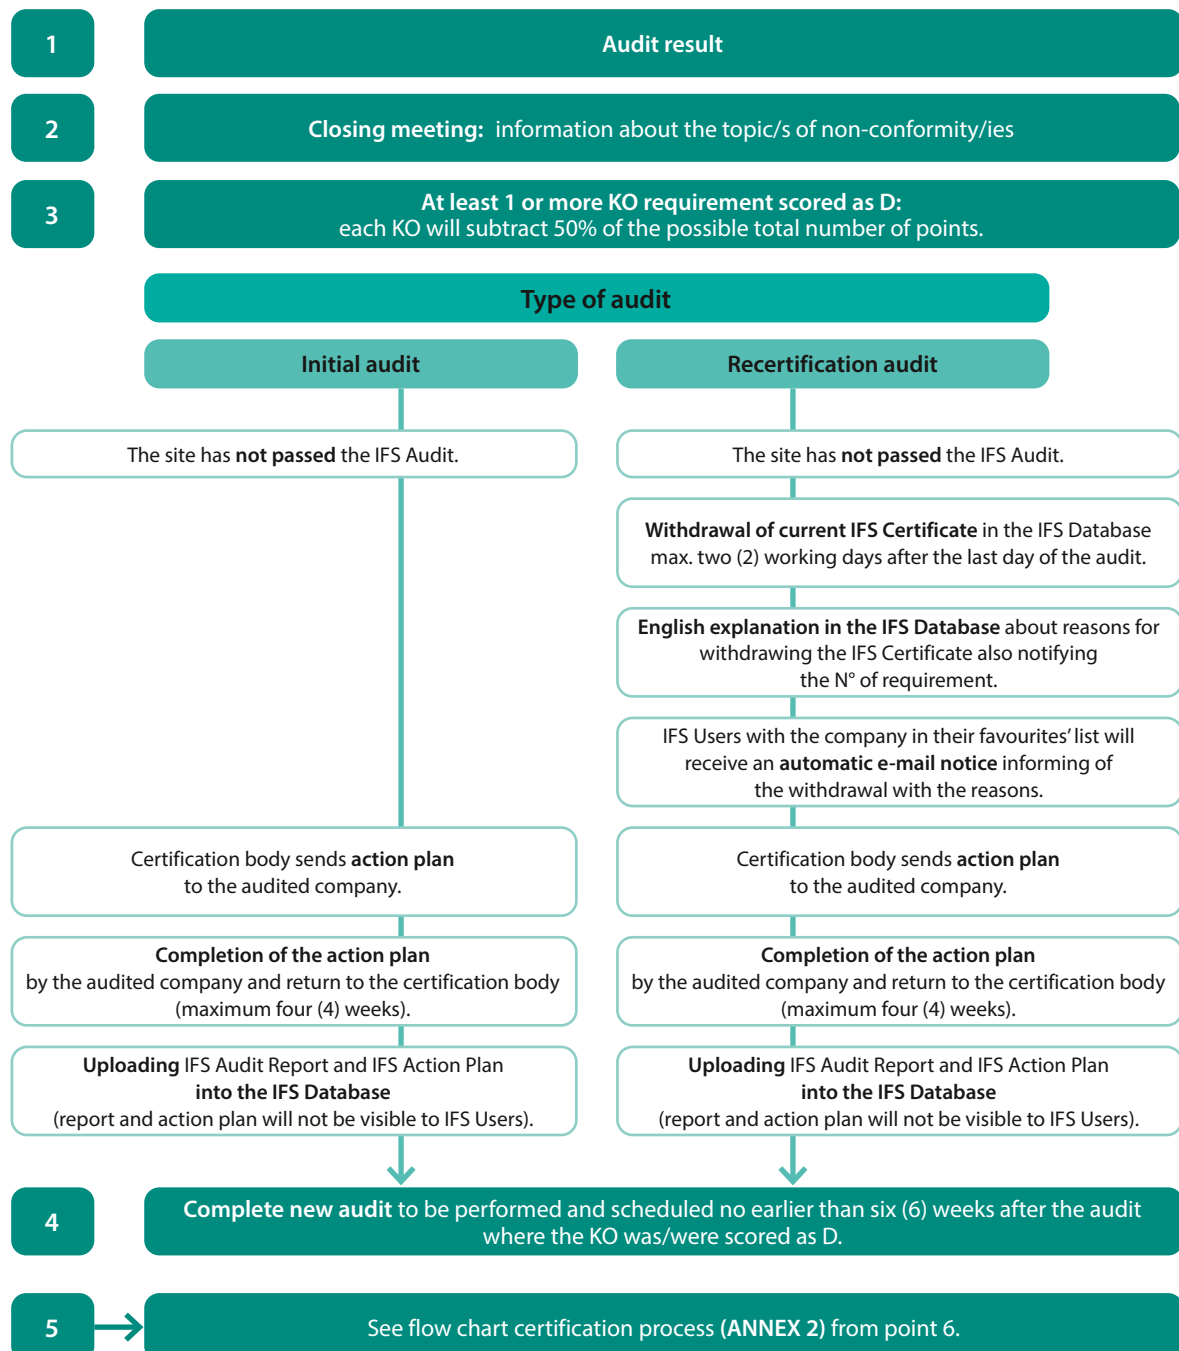 1
Audit result
2
Closing meeting: information about the topic/s of non-conformity/ies
3
At least 1 or more KO requirement scored as D:
each KO will subtract 50% of the possible total number of points.
Type of audit
Initial audit
The site has not passed the IFS Audit.
Certification body sends action plan
to the audited company.
Completion of the action plan
by the audited company and return to the certification body
(maximum four (4) weeks).
Uploading IFS Audit Report and IFS Action Plan
into the IFS Database
(report and action plan will not be visible to IFS Users).
Recertification audit
The site has not passed the IFS Audit.
Withdrawal of current IFS Certificate in the IFS Database
max. two (2) working days after the last day of the audit.
English explanation in the IFS Database about reasons for
withdrawing the IFS Certificate also notifying
the N° of requirement.
IFS Users with the company in their favourites' list will
receive an automatic e-mail notice informing of
the withdrawal with the reasons.
Certification body sends action plan
to the audited company.
Completion of the action plan
by the audited company and return to the certification body
(maximum four (4) weeks).
Uploading IFS Audit Report and IFS Action Plan
into the IFS Database
(report and action plan will not be visible to IFS Users).
4
Complete new audit to be performed and scheduled no earlier than six (6) weeks after the audit
where the KO was/were scored as D.
5
See flow chart certification process (ANNEX 2) from point 6.